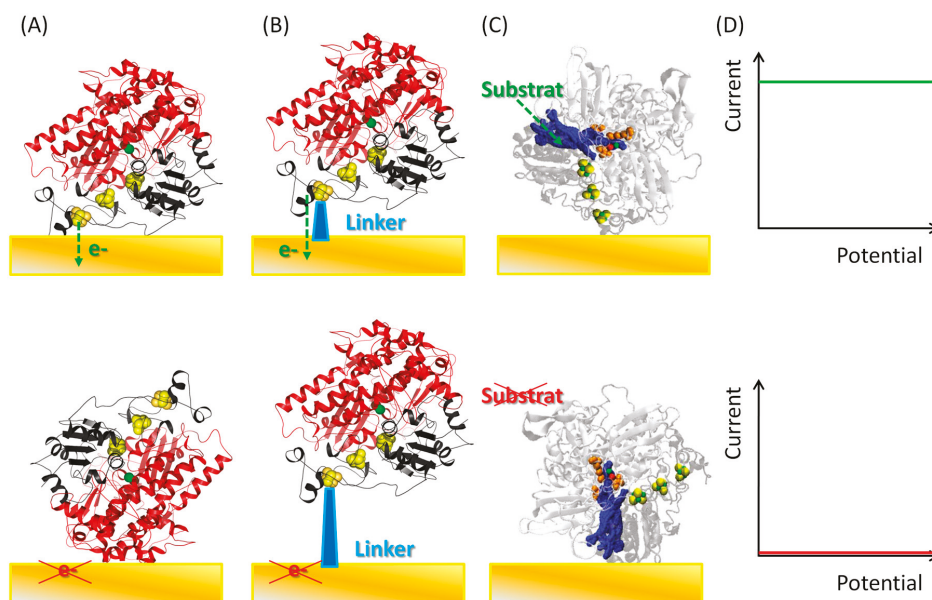 (A)
(B)
(C)
(D)
Substrat
Current
Linker
e-
e-
Potential
Substrat
Current
Linker
e-
e-
Potential